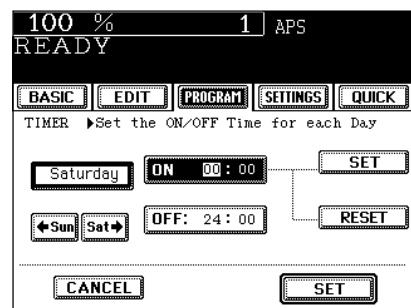 100 % 1 APS
READY
BASIC EDIT PROGRAM SETTINGS QUICK
TIMER ▶Set the ON/OFF Time for each Day
Saturday ON 00:00 SET
←Sun Sat→ OFF: 24:00 RESET
CANCEL SET